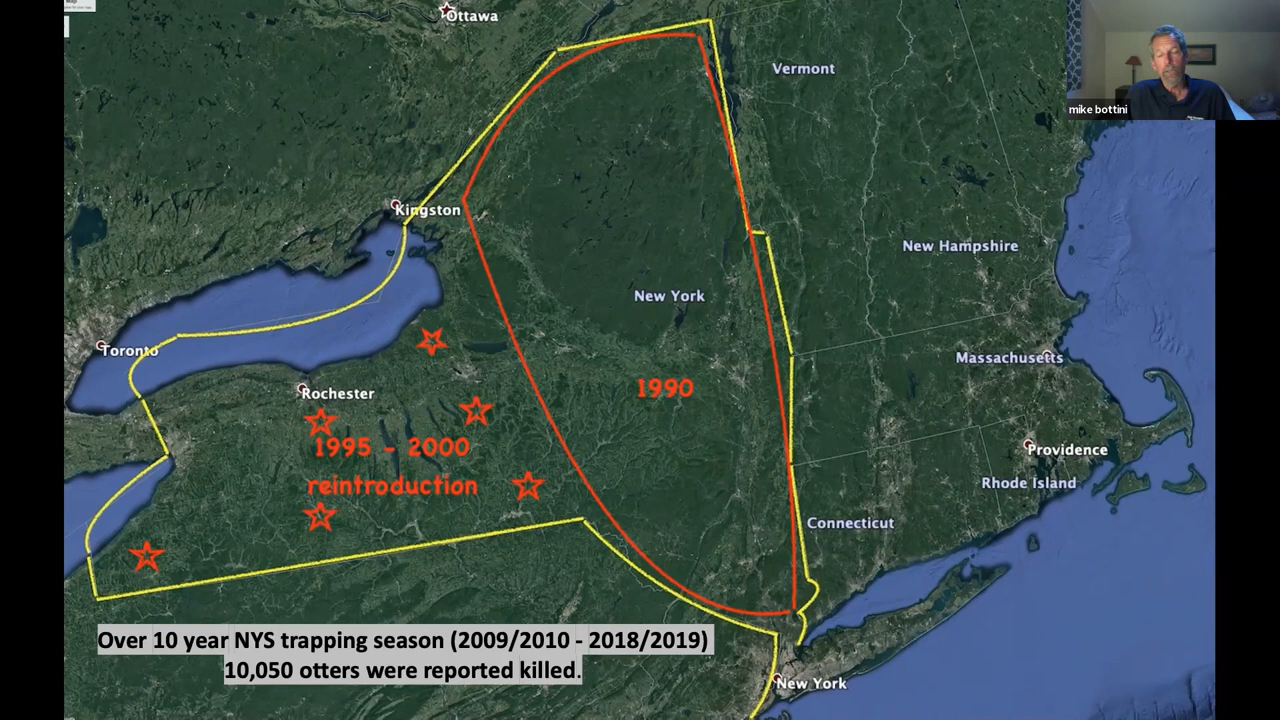 Map
Ottawa
Vermont
mike bottini
Kingston
New Hampshire
New York
Toronto
Massachusetts
Rochester
1990
1995 - 2000
reintroduction
Providence
Rhode Island
Connecticut
Over 10 year NYS trapping season (2009/2010 - 2018/2019)
10,050 otters were reported killed.
New York